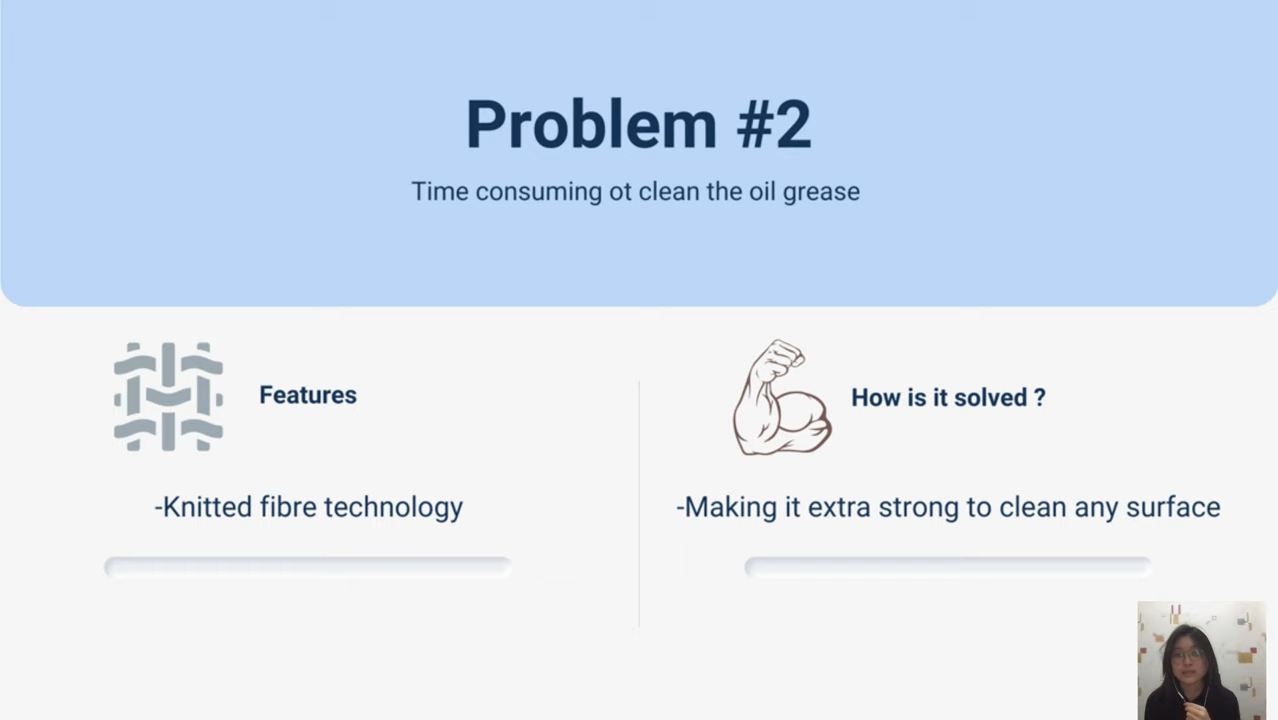 Problem #2
Time consuming ot clean the oil grease
Features
How is it solved ?
-Knitted fibre technology
-Making it extra strong to clean any surface